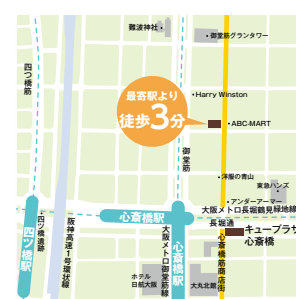 難波神社
御堂筋グランタワー
四つ橋筋
最寄駅より
徒歩3分
Harry Winston
ABC-MART
御堂筋
洋服の青山
東急ハンズ
アンダーアーマー
大阪メトロ長堀鶴見緑地線
長堀通
心斎橋駅
キュープラザ
心斎橋
四ツ橋遺跡
四ツ橋駅
阪神高速1号環状線
大阪メトロ御堂筋線
心斎橋駅
心斎橋筋商店街
ホテル
日航大阪
大丸北館